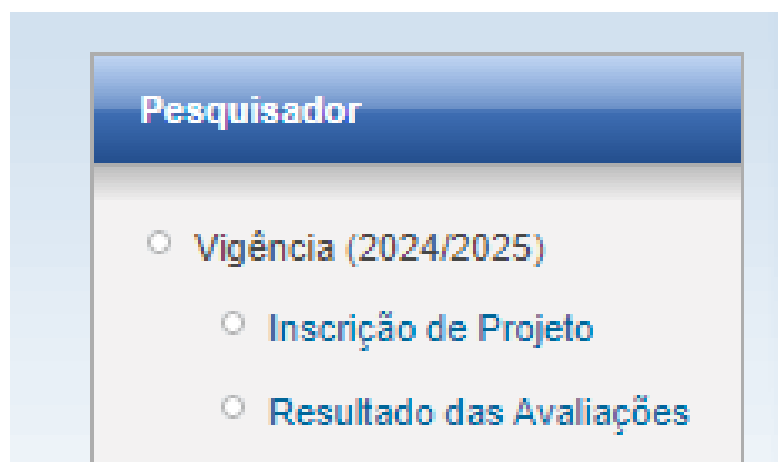 Pesquisador
Vigência (2024/2025)
Inscrição de Projeto
Resultado das Avaliações